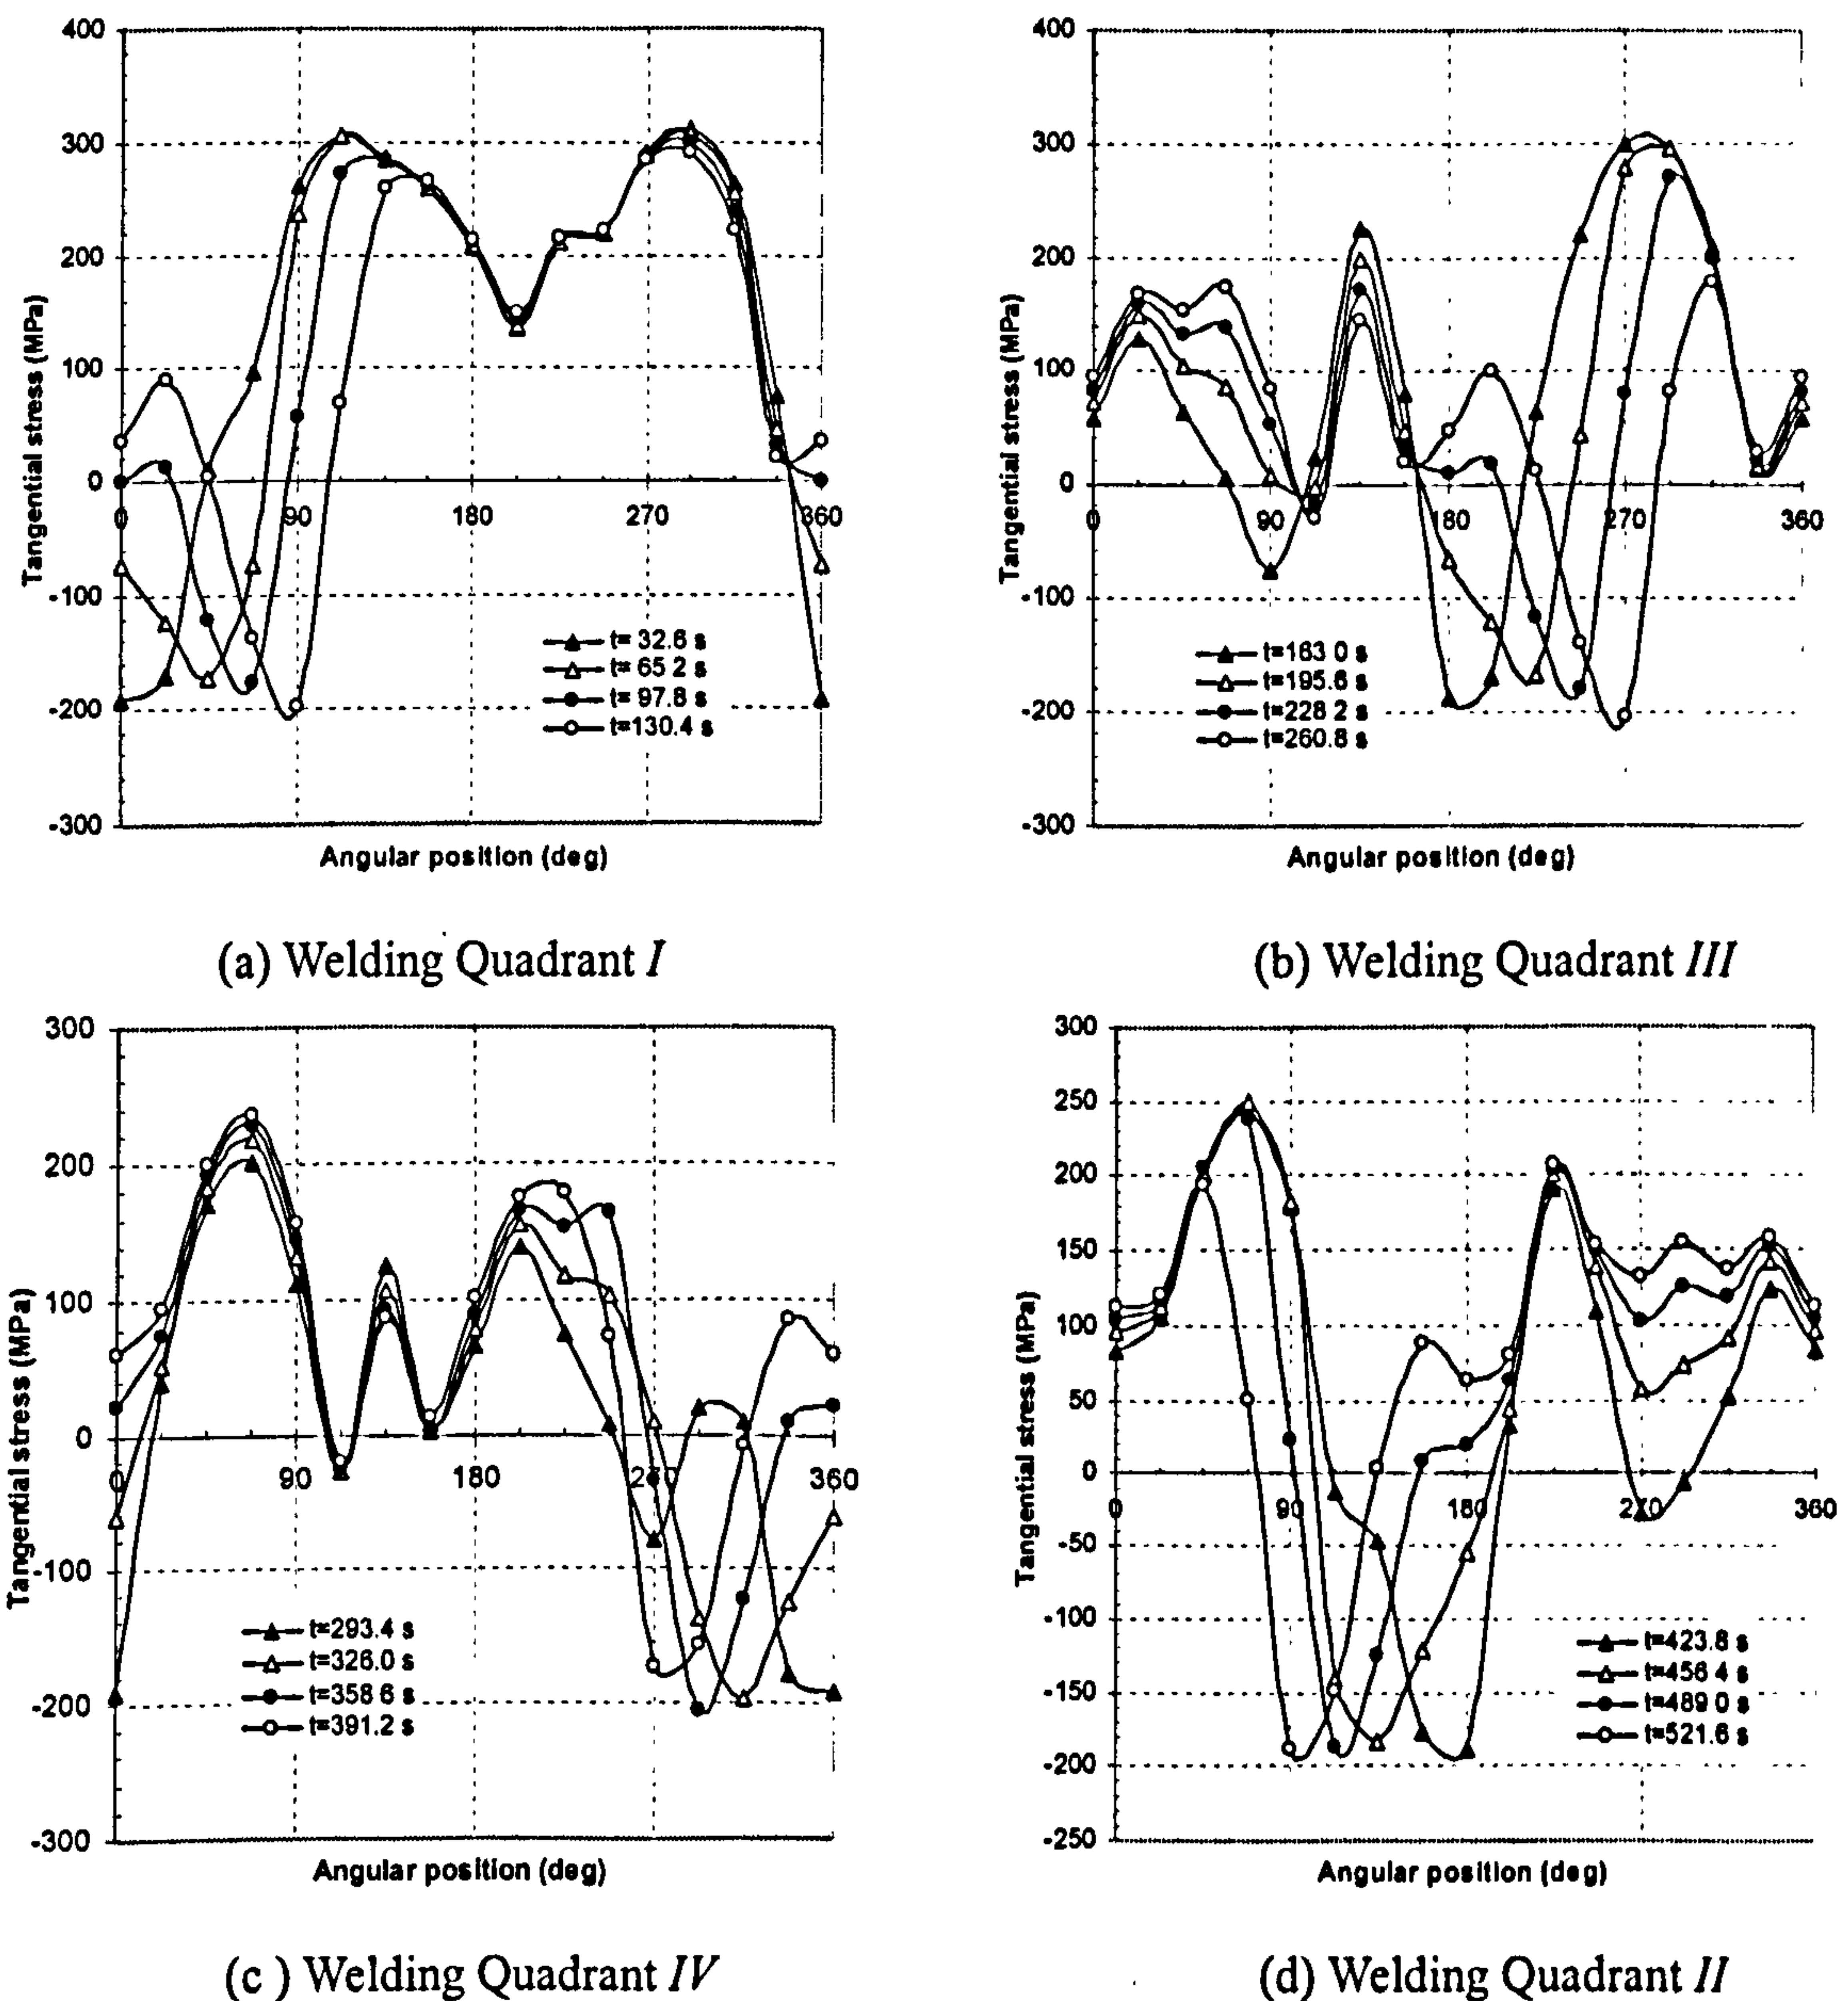 400
300
200
100
0
-100
-200
-300
Tangential stress (MPa)
0
90
180
270
360
t= 32.6 s
t= 65 2 s
t= 97.8 s
t=130.4 s
Angular position (deg)
(a) Welding Quadrant I
400
300
200
100
0
-100
-200
-300
Tangential stress (MPa)
0
90
180
270
360
t=163 0 s
t=195.6 s
t=228 2 s
t=260.8 s
Angular position (deg)
(b) Welding Quadrant III
300
200
100
0
-100
-200
-300
Tangential stress (MPa)
0
90
180
270
360
t=293.4 s
t=326.0 s
t=358 6 s
t=391.2 s
Angular position (deg)
(c ) Welding Quadrant IV
300
250
200
150
100
50
0
-50
-100
-150
-200
-250
Tangential stress (MPa)
0
90
180
270
360
t=423.8 s
t=456 4 s
t=489 0 s
t=521.6 s
Angular position (deg)
(d) Welding Quadrant II